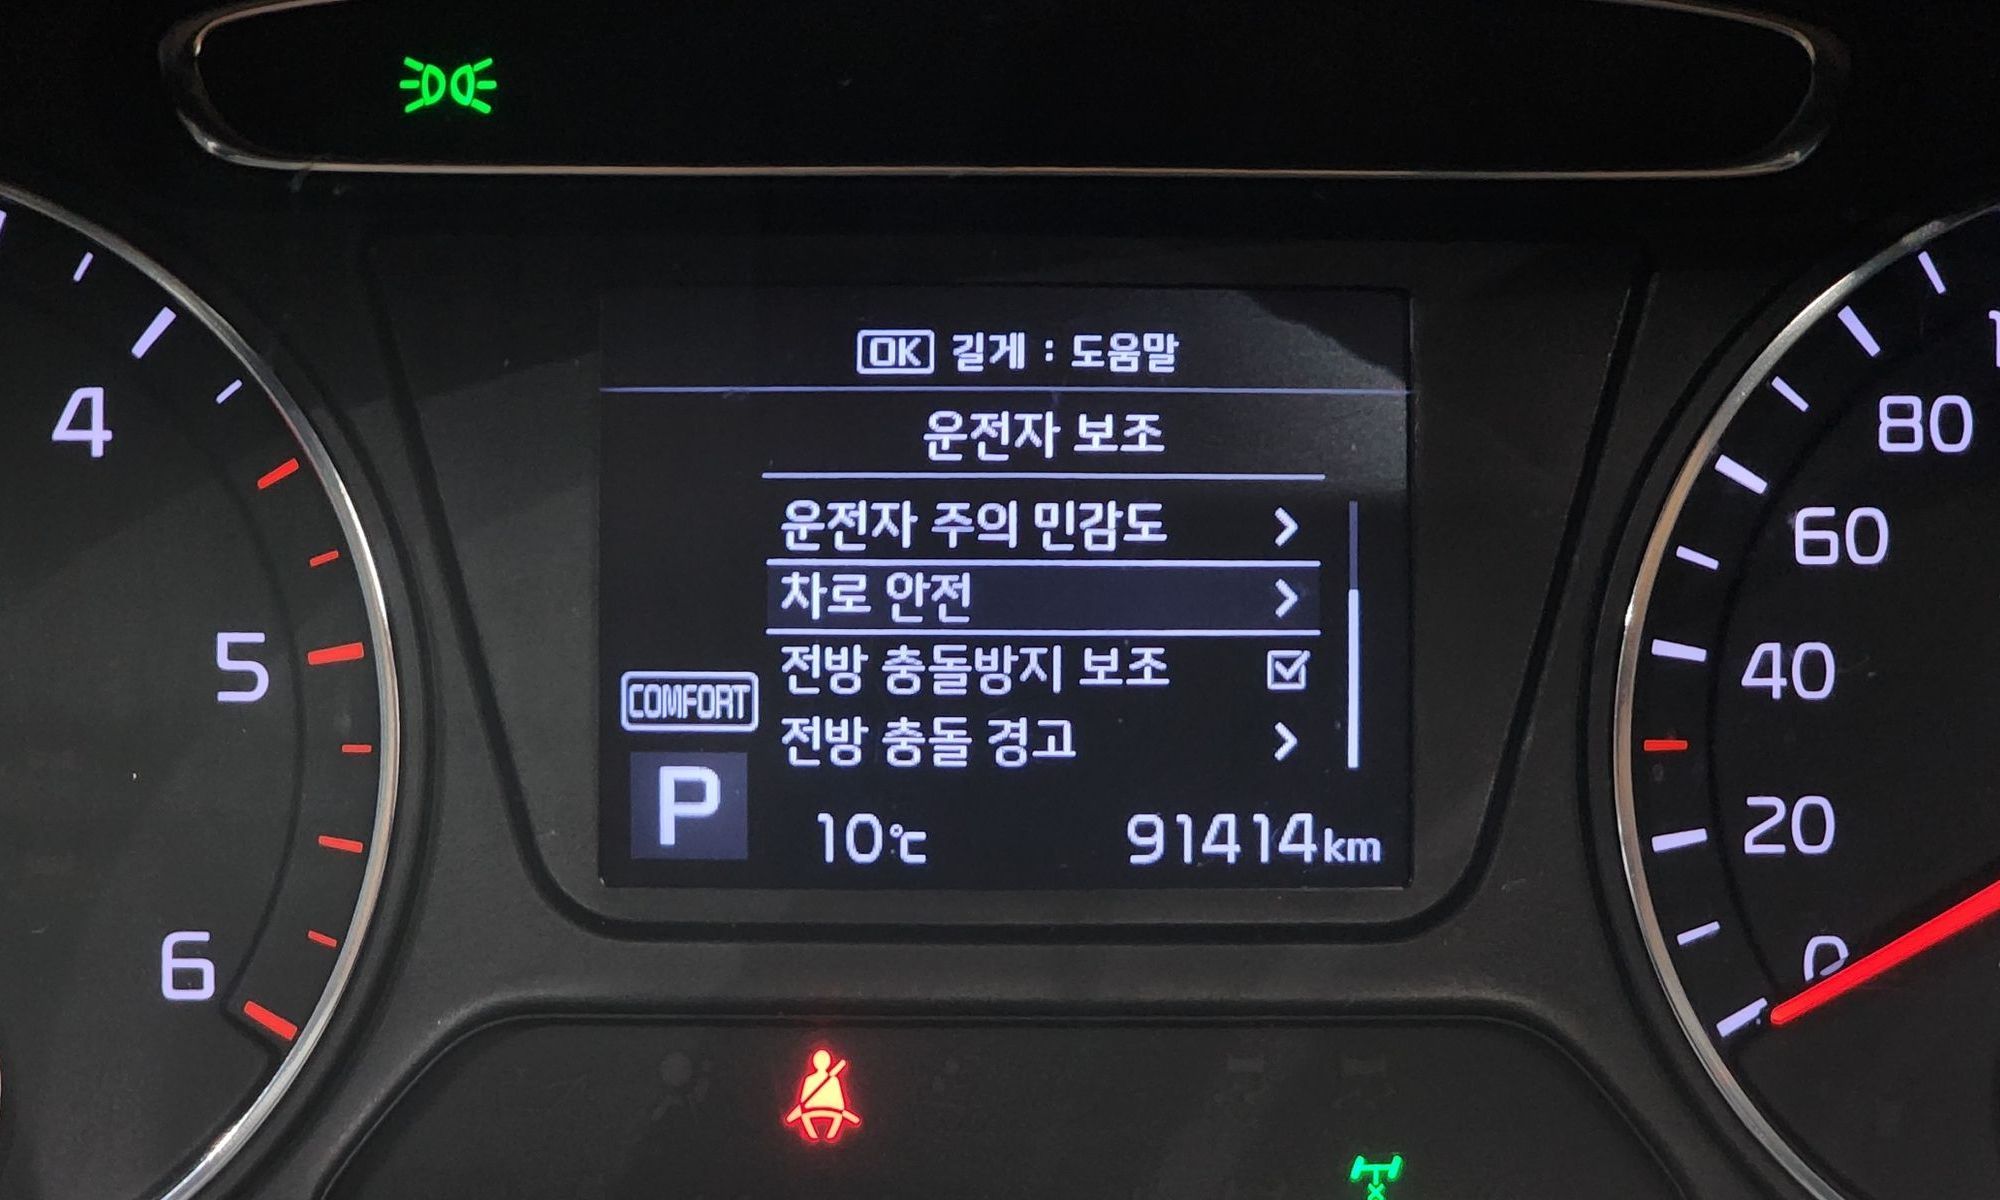 OK 길게 : 도움말
운전자 보조
운전자 주의 민감도
차로 안전
전방 충돌방지 보조
전방 충돌 경고
COMFORT
P
10℃
91414km
4
5
6
80
60
40
20
0